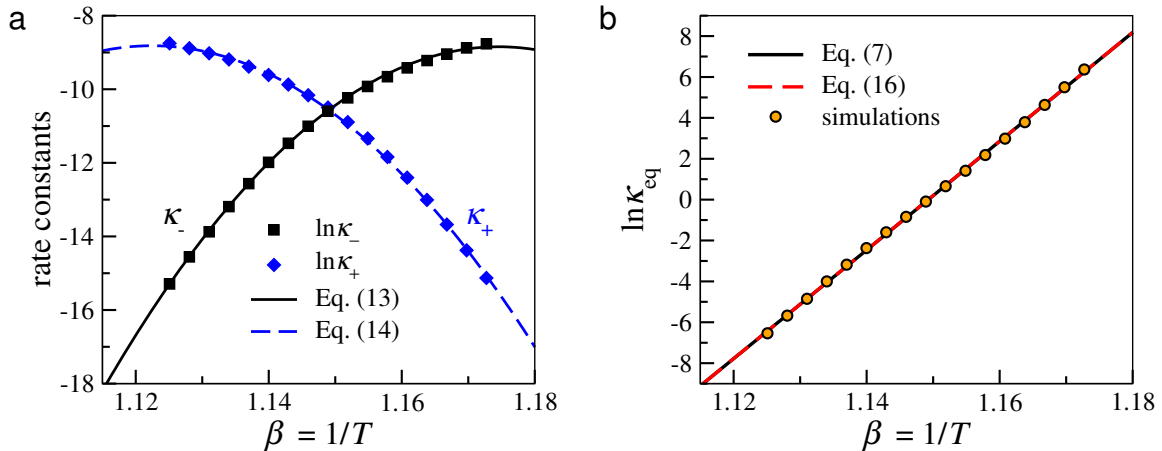 a
rate constants
-8
-10
-12
-14
-16
-18
κ-
κ+
lnκ−
lnκ+
Eq. (13)
Eq. (14)
1.12
1.14
1.16
1.18
β = 1/T
b
lnκeq
8
6
4
2
0
-2
-4
-6
-8
Eq. (7)
Eq. (16)
simulations
1.12
1.14
1.16
1.18
β = 1/T